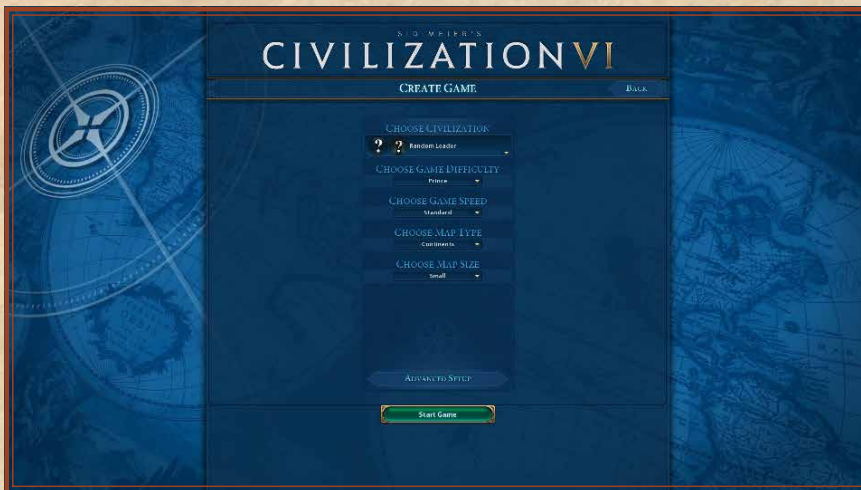 SID MEIER'S
CIVILIZATION VI
CREATE GAME
BACK
CHOOSE CIVILIZATION
? ? Random Leader
CHOOSE GAME DIFFICULTY
Prince
CHOOSE GAME SPEED
Standard
CHOOSE MAP TYPE
Continents
CHOOSE MAP SIZE
Small
ADVANCED SETUP
Start Game